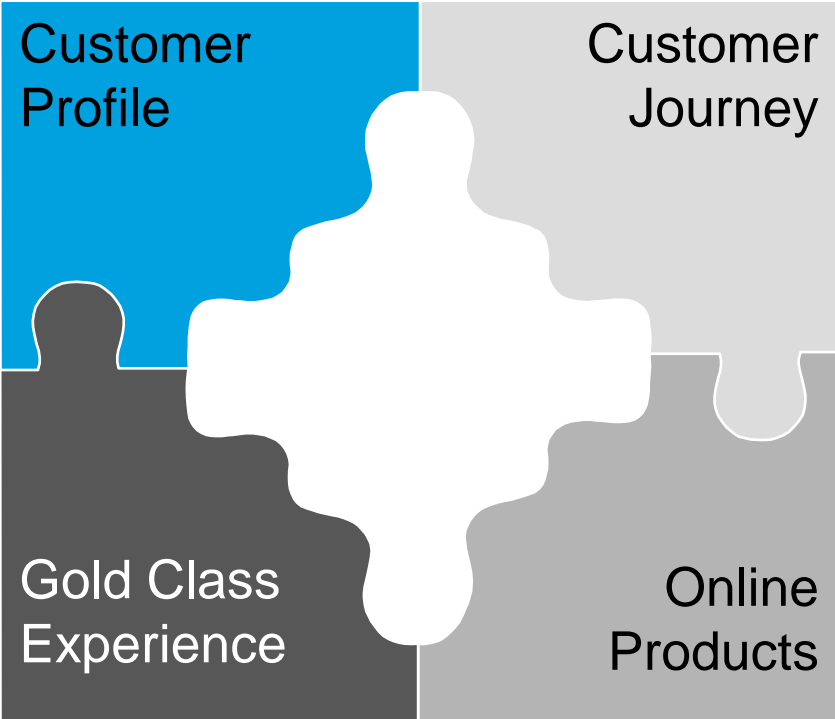 Customer
Profile
Customer
Journey
Gold Class
Experience
Online
Products